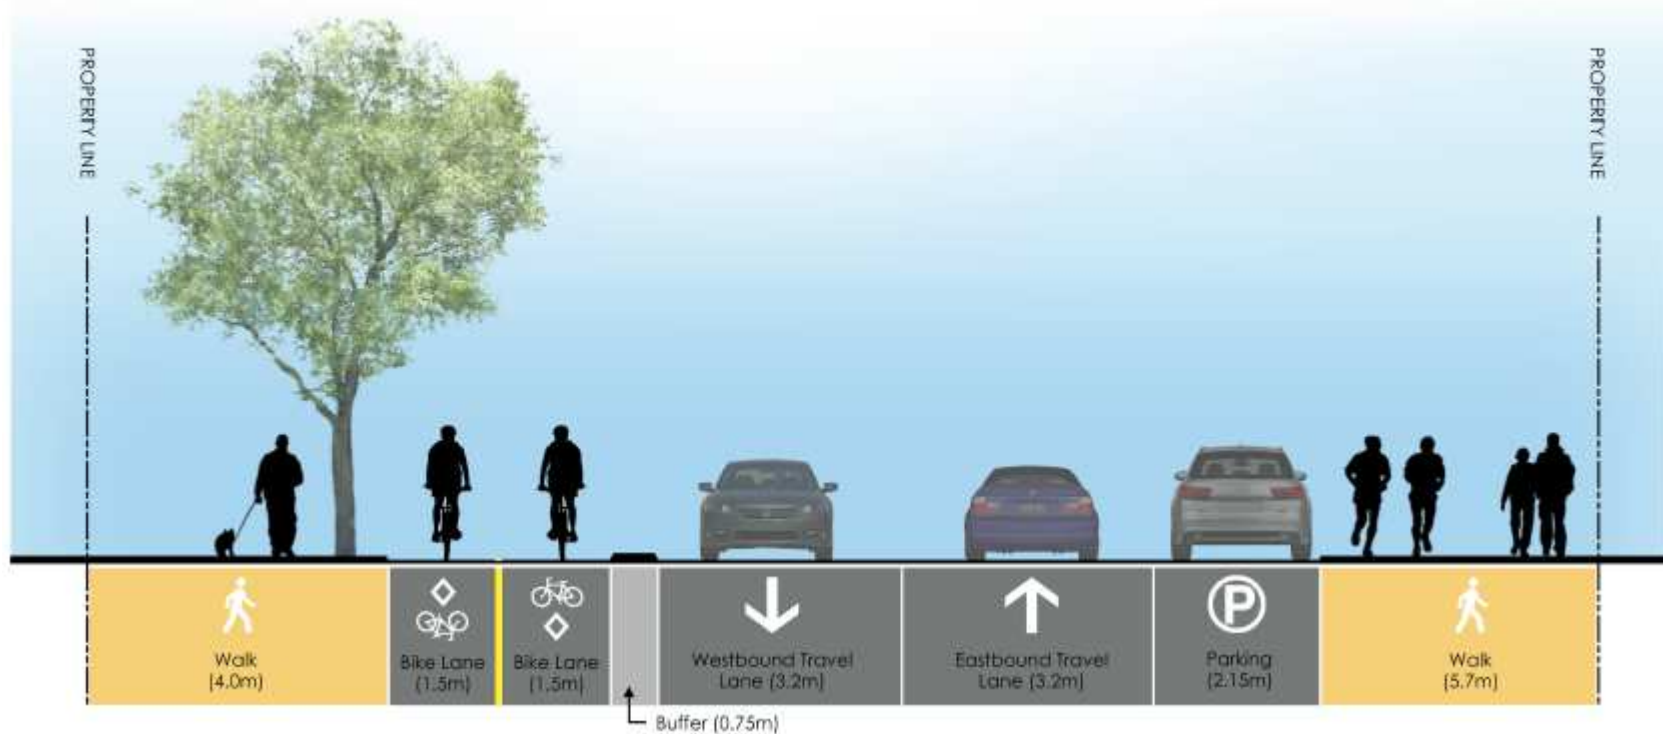 PROPERTY LINE
PROPERTY LINE
Walk
(4.0m)
Bike Lane
(1.5m)
Bike Lane
(1.5m)
Westbound Travel
Lane (3.2m)
Eastbound Travel
Lane (3.2m)
P
Parking
(2.15m)
Walk
(5.7m)
Buffer (0.75m)